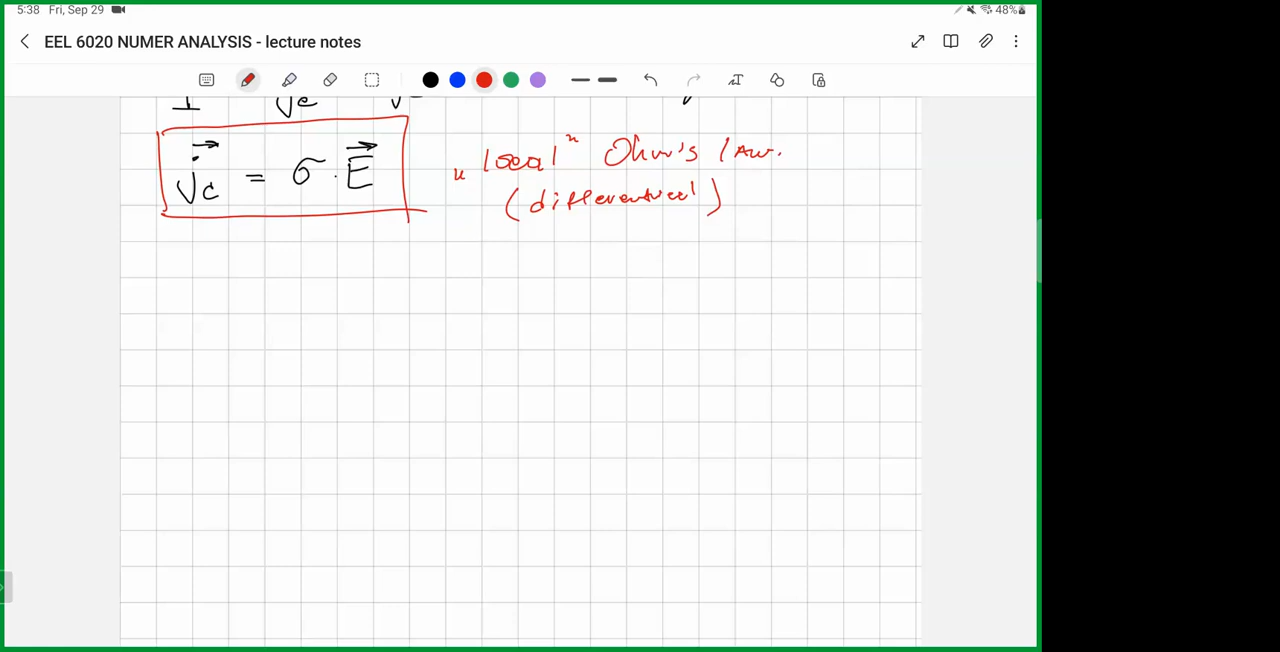 5:38 Fri, Sep 29
48%
EEL 6020 NUMER ANALYSIS - lecture notes
j⃗c = σ · E⃗
"local" Ohm's law.
(differential)